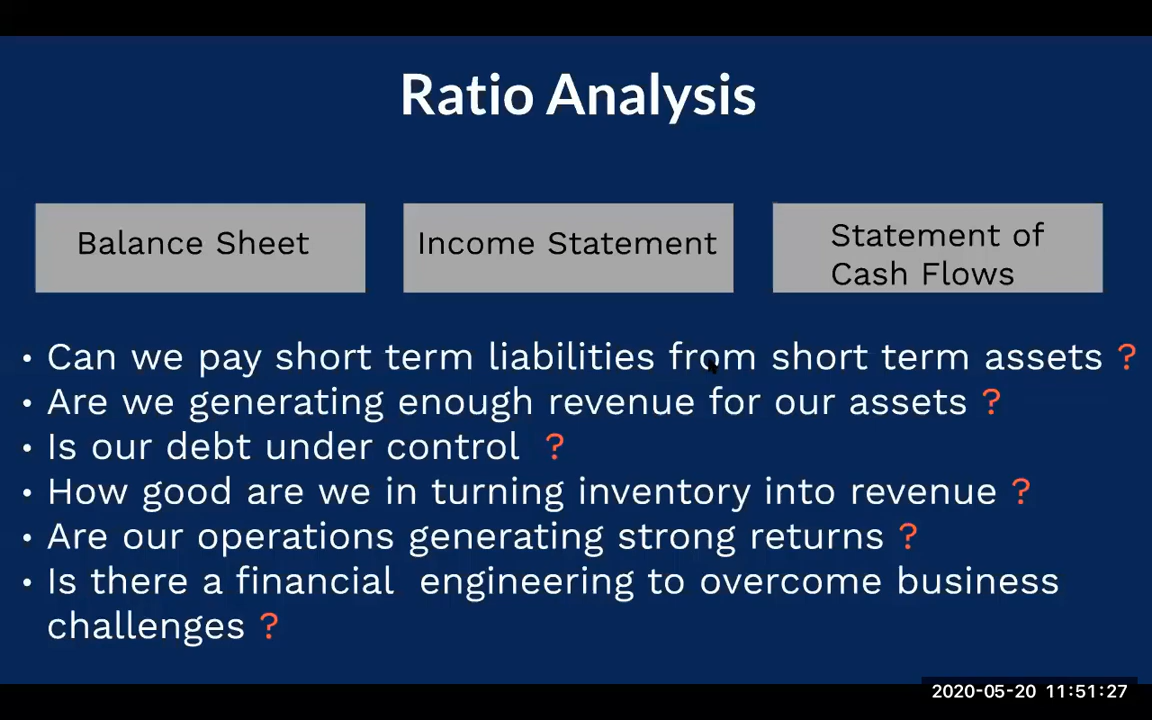 Ratio Analysis
Balance Sheet
Income Statement
Statement of
Cash Flows
• Can we pay short term liabilities from short term assets ?
• Are we generating enough revenue for our assets ?
• Is our debt under control ?
• How good are we in turning inventory into revenue ?
• Are our operations generating strong returns ?
• Is there a financial engineering to overcome business
challenges ?
2020-05-20 11:51:27